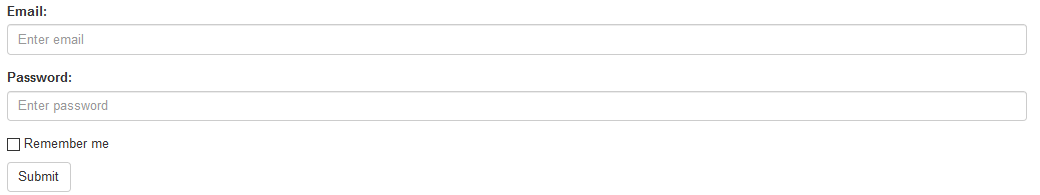 Email:
Enter email
Password:
Enter password
Remember me
Submit